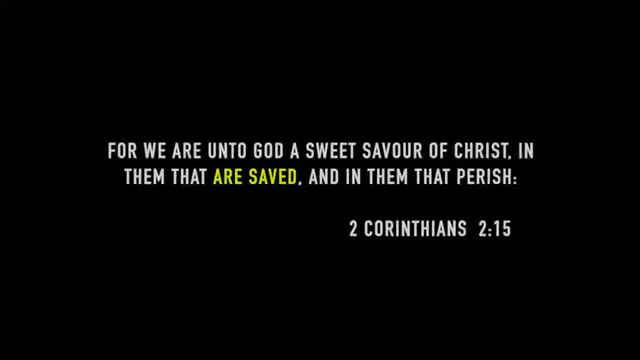 FOR WE ARE UNTO GOD A SWEET SAVOUR OF CHRIST, IN
THEM THAT ARE SAVED, AND IN THEM THAT PERISH:
2 CORINTHIANS 2:15